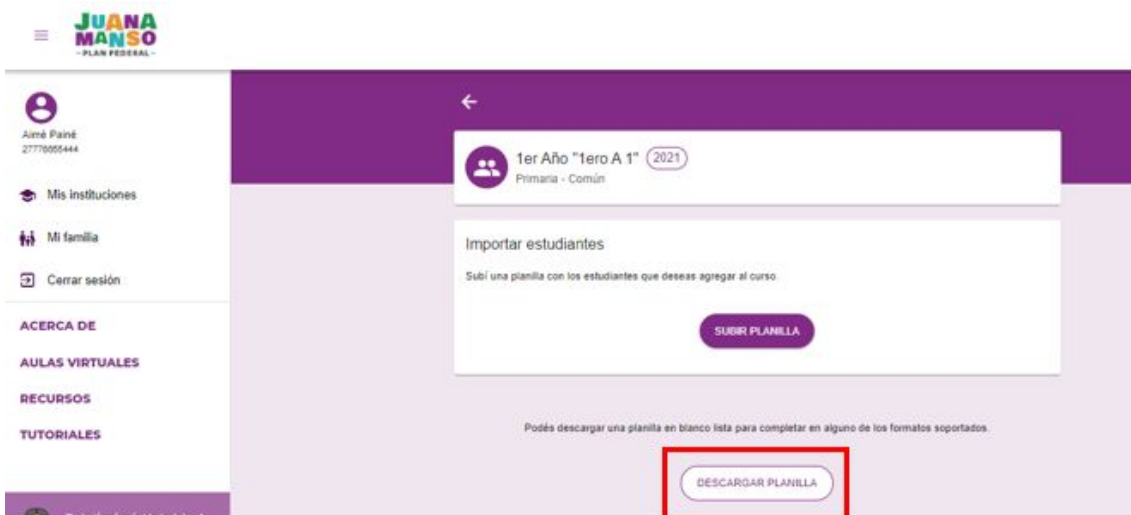 JUANA
MANSO
- PLAN FEDERAL -
Aimé Painé
27776665444
Mis instituciones
Mi familia
Cerrar sesión
ACERCA DE
AULAS VIRTUALES
RECURSOS
TUTORIALES
1er Año "1ero A 1" 2021
Primaria - Común
Importar estudiantes
Subí una planilla con los estudiantes que deseas agregar al curso.
SUBIR PLANILLA
Podés descargar una planilla en blanco lista para completar en alguno de los formatos soportados.
DESCARGAR PLANILLA